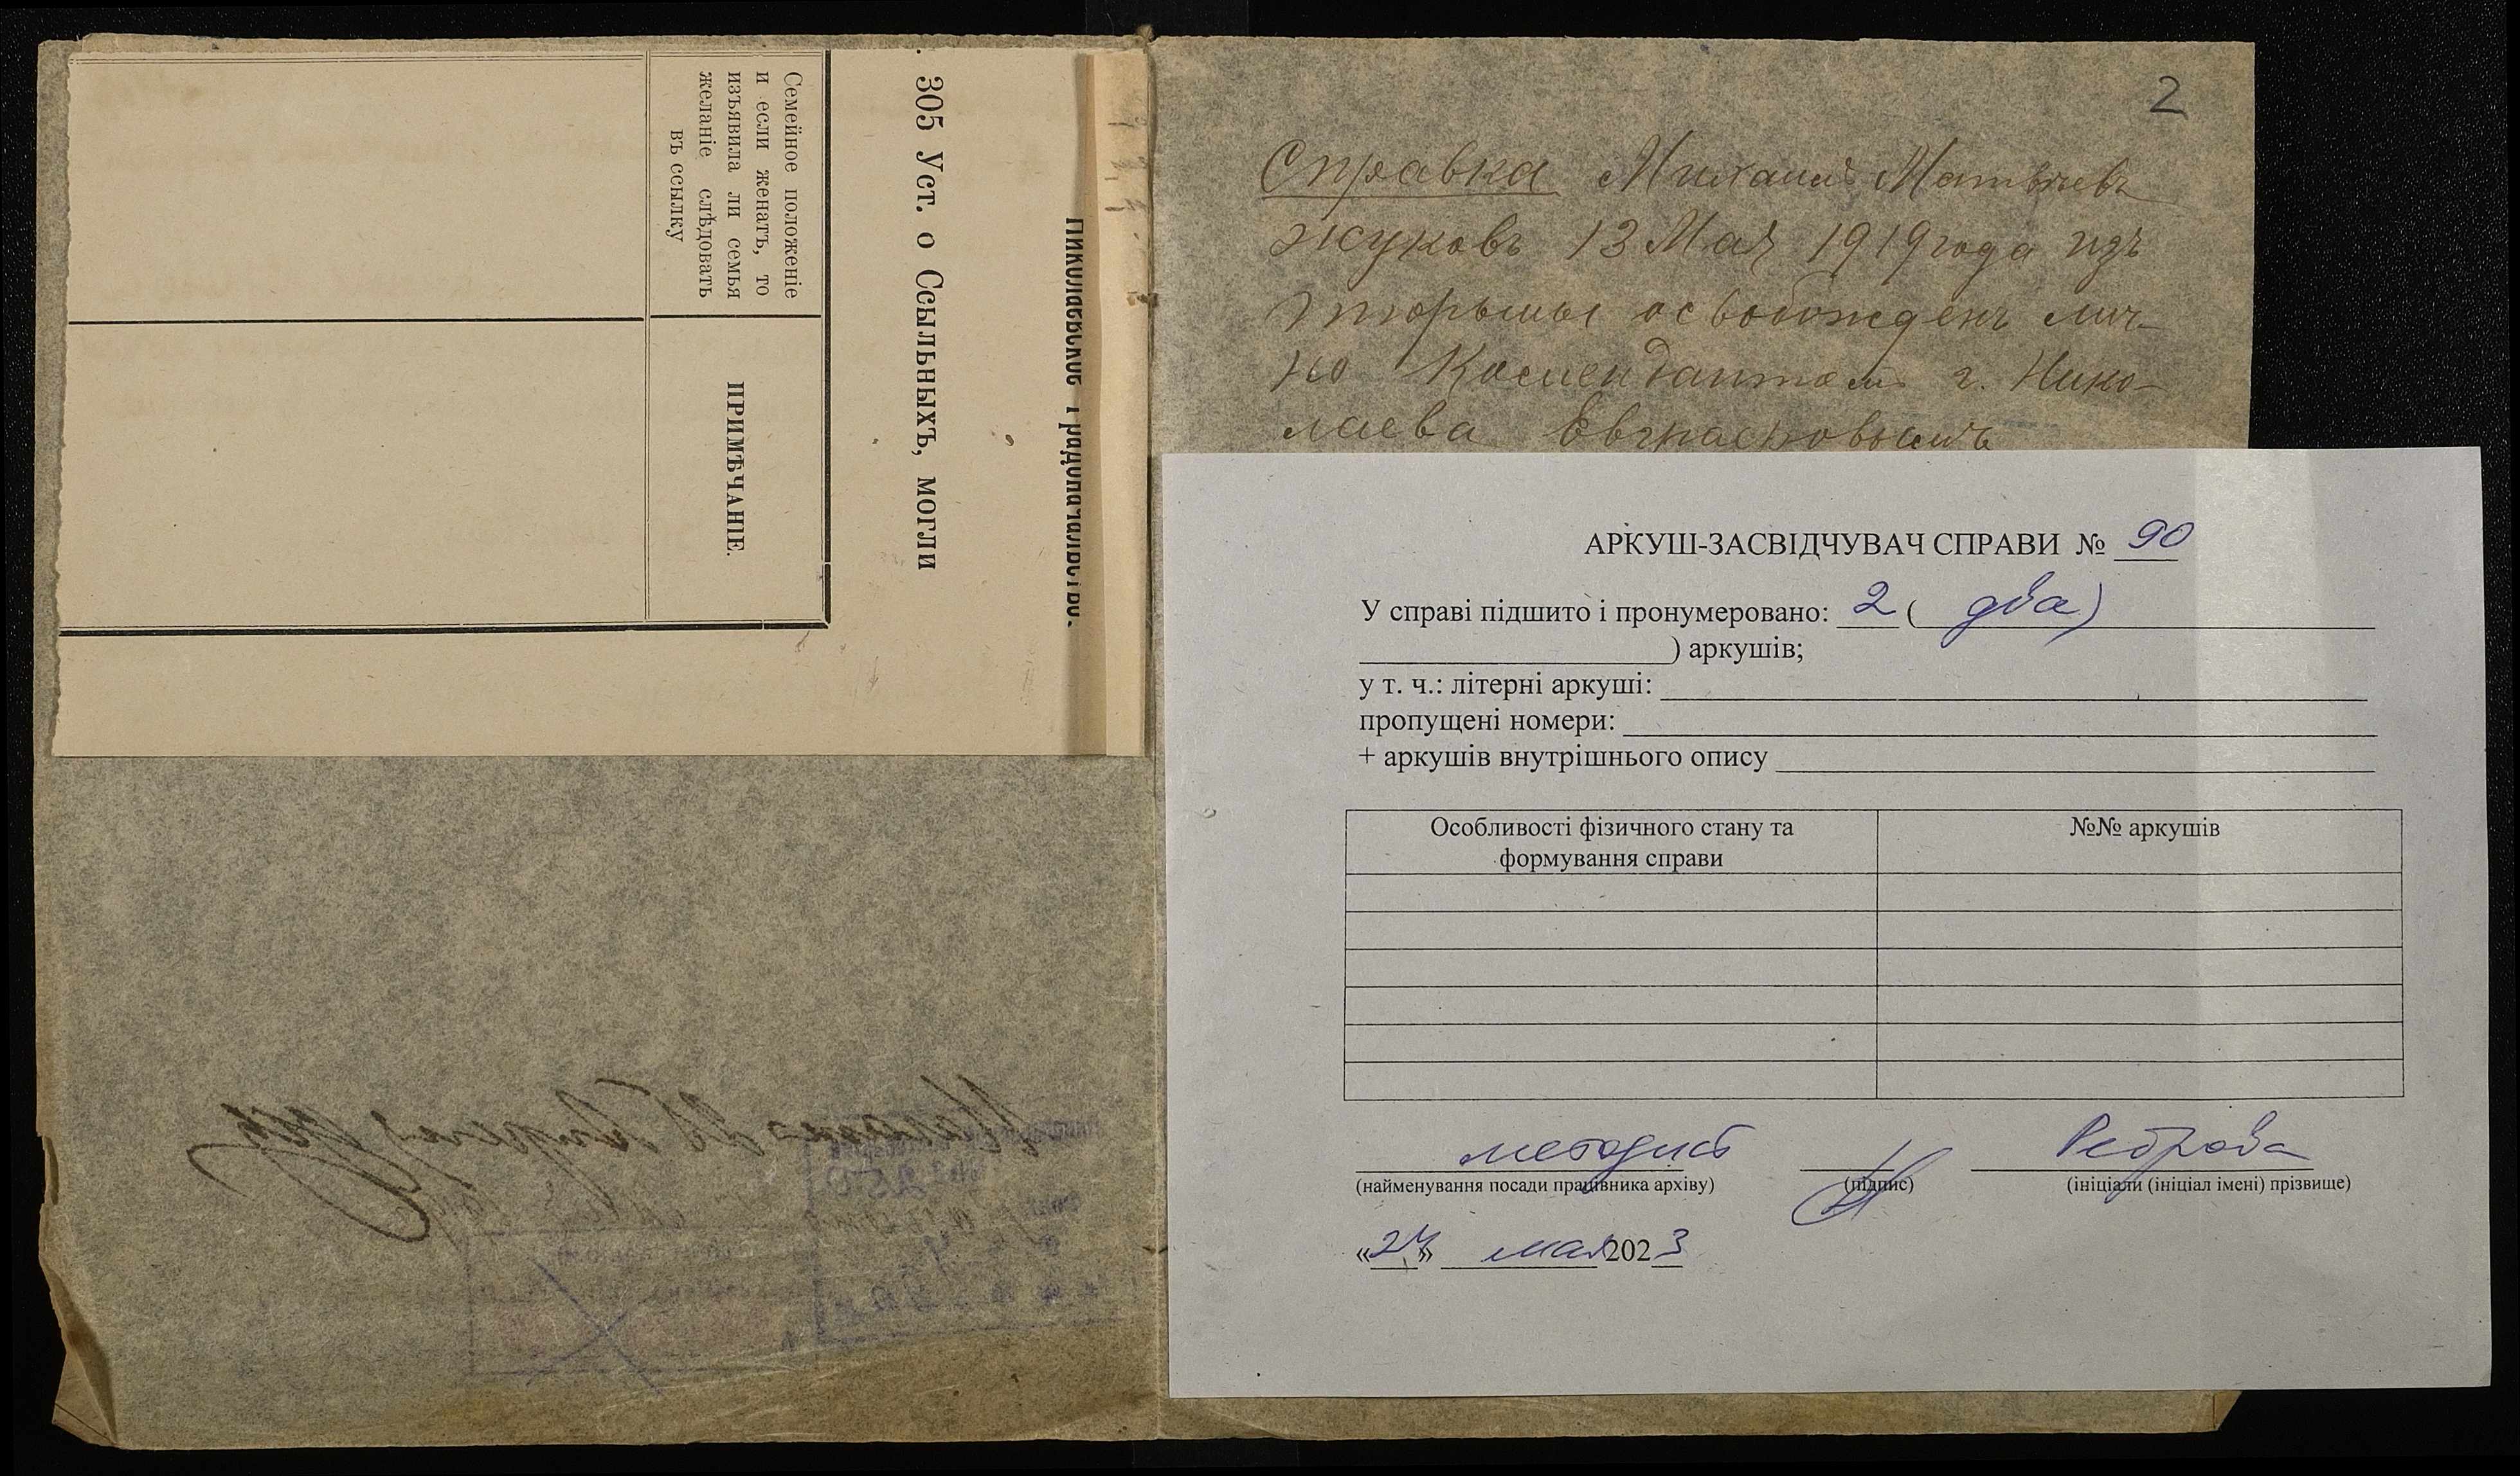 . 305 Уст. о Ссыльныхъ, могли
Семейное положеніе
и если женатъ, то
изъявила ли семья
желаніе слѣдовать
въ ссылку
ПРИМѢЧАНІЕ.
2
Справка Михаилъ Матвѣевъ
Жуковъ 13 Мая 1919 года изъ
тюрьмы освобожденъ лич-
но Комендантомъ г. Нико-
лаева Евграфовымъ
АРКУШ-ЗАСВІДЧУВАЧ СПРАВИ № 90
У справі підшито і пронумеровано: 2 ( два)
) аркушів;
у т. ч.: літерні аркуші:
пропущені номери:
+ аркушів внутрішнього опису
Особливості фізичного стану та
формування справи
№№ аркушів
методист
Реброва
(найменування посади працівника архіву)
(підпис)
(ініціали (ініціал імені) прізвище)
«24» мая 2023